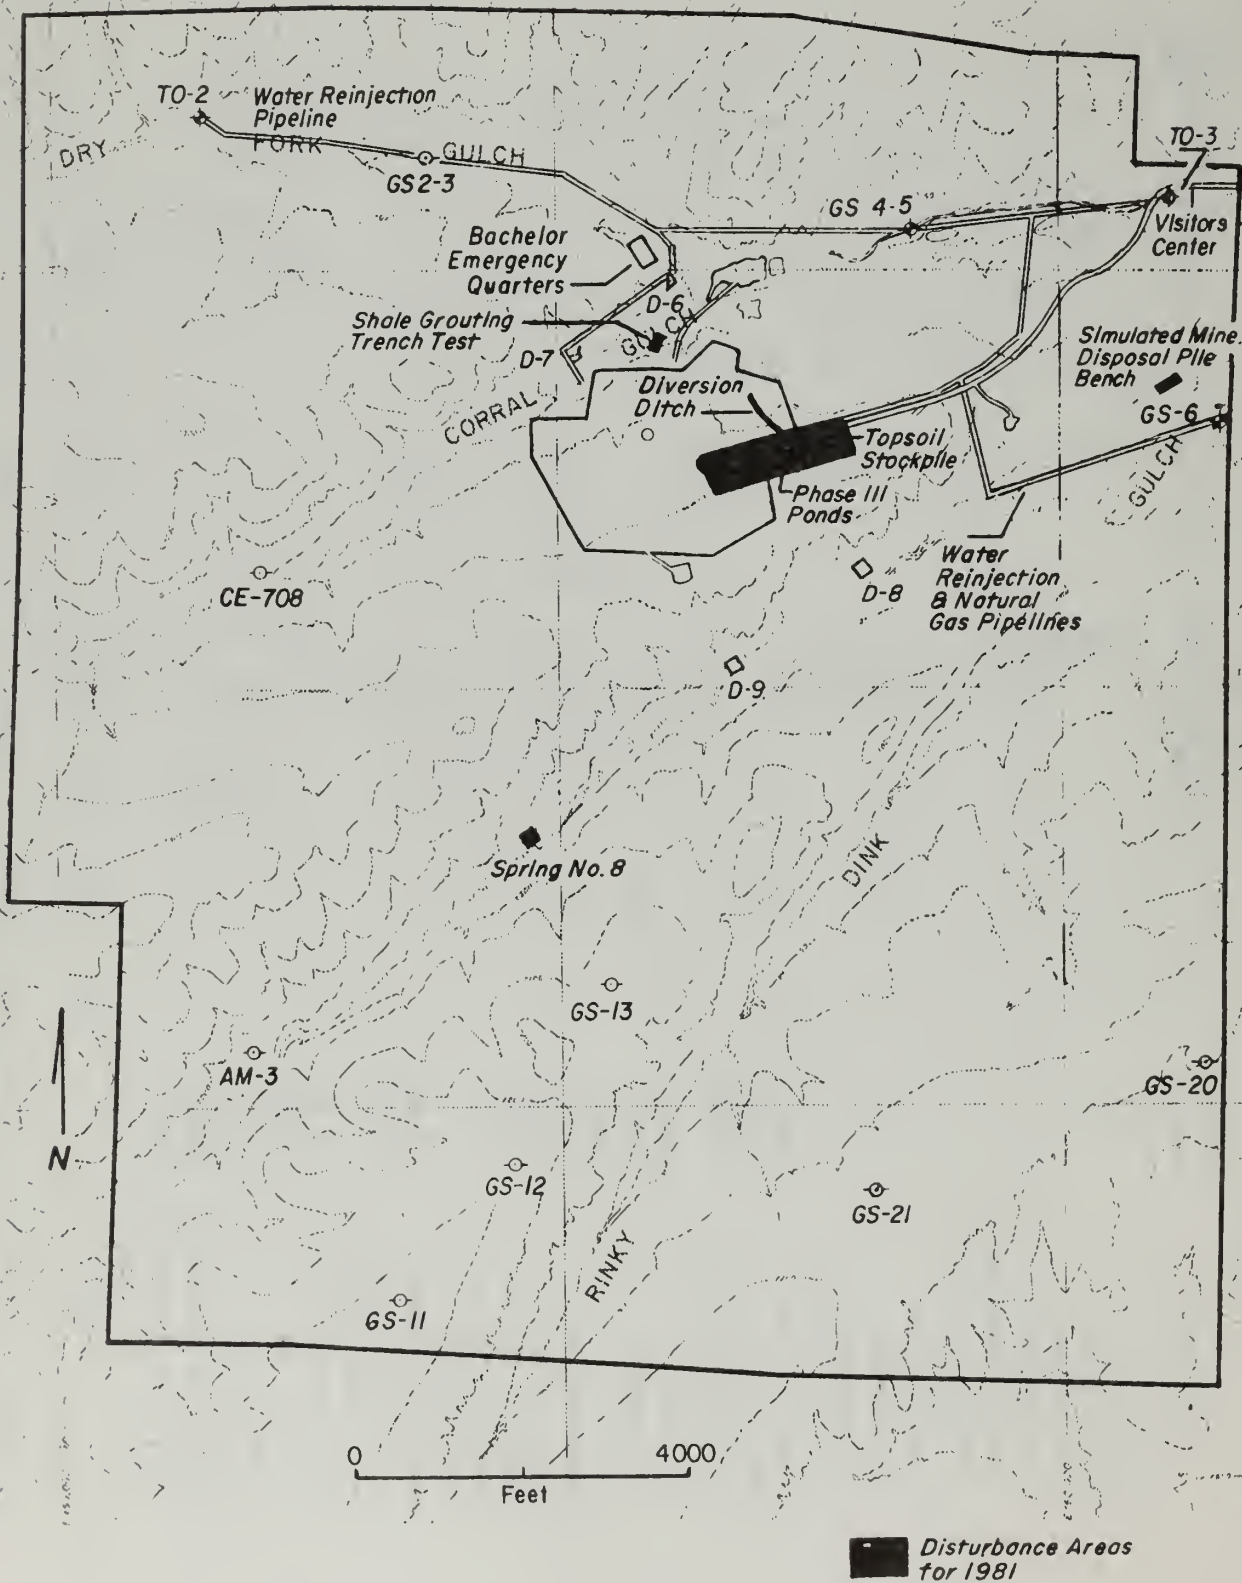 TO-2
Water Reinjection
Pipeline
DRY
FORK
GULCH
GS2-3
TO-3
GS 4-5
Visitors
Center
Bachelor
Emergency
Quarters
D-6
GULCH
Shale Grouting
Trench Test
D-7
Simulated Mine
Disposal Pile
Bench
Diversion
Ditch
CORRAL
GS-6
Topsoil
Stockpile
GULCH
Phase III
Ponds
Water
Reinjection
& Natural
Gas Pipelines
CE-708
D-8
D-9
Spring No. 8
DINK
GS-13
AM-3
GS-20
N
GS-12
GS-21
RINKY
GS-11
0
4000
Feet
Disturbance Areas
for 1981